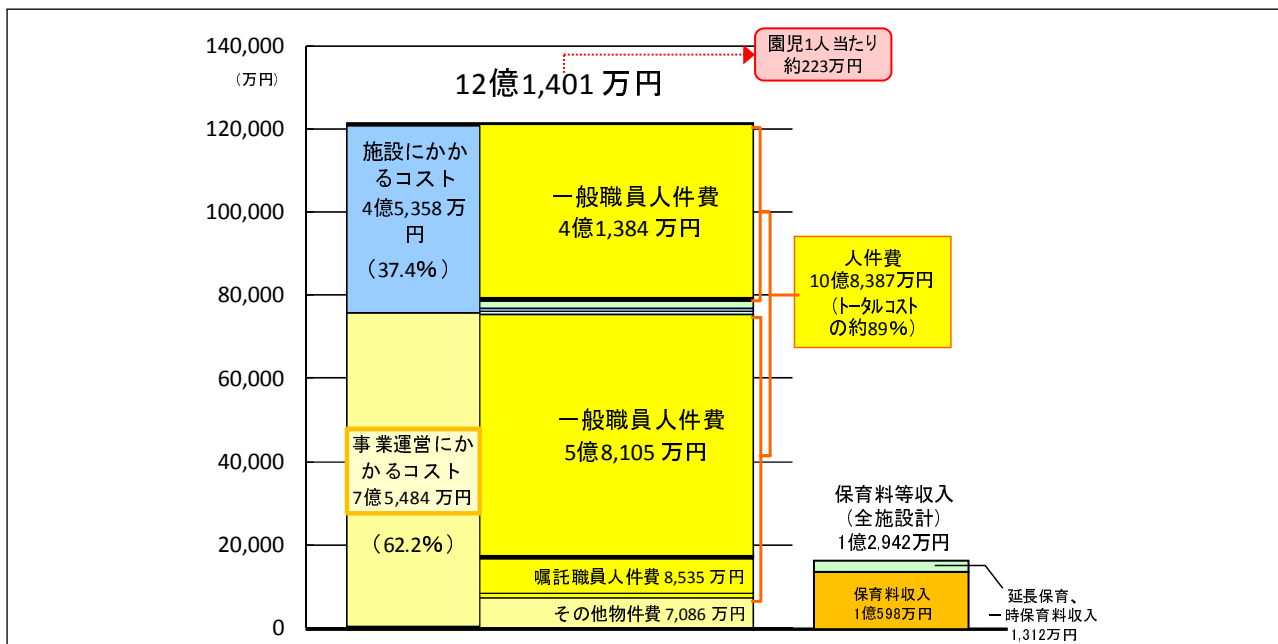 140,000
（万円）
120,000
100,000
80,000
60,000
40,000
20,000
0
12億1,401 万円
園児1人当たり
約223万円
施設にかか
るコスト
4億5,358 万
円
（37.4%）
事業運営にか
かるコスト
7億5,484 万円
（62.2%）
一般職員人件費
4億1,384 万円
一般職員人件費
5億8,105 万円
嘱託職員人件費 8,535 万円
その他物件費 7,086 万円
人件費
10億8,387万円
（トータルコスト
の約89%）
保育料等収入
（全施設計）
1億2,942万円
保育料収入
1億598万円
延長保育、
一時保育料収入
1,312万円